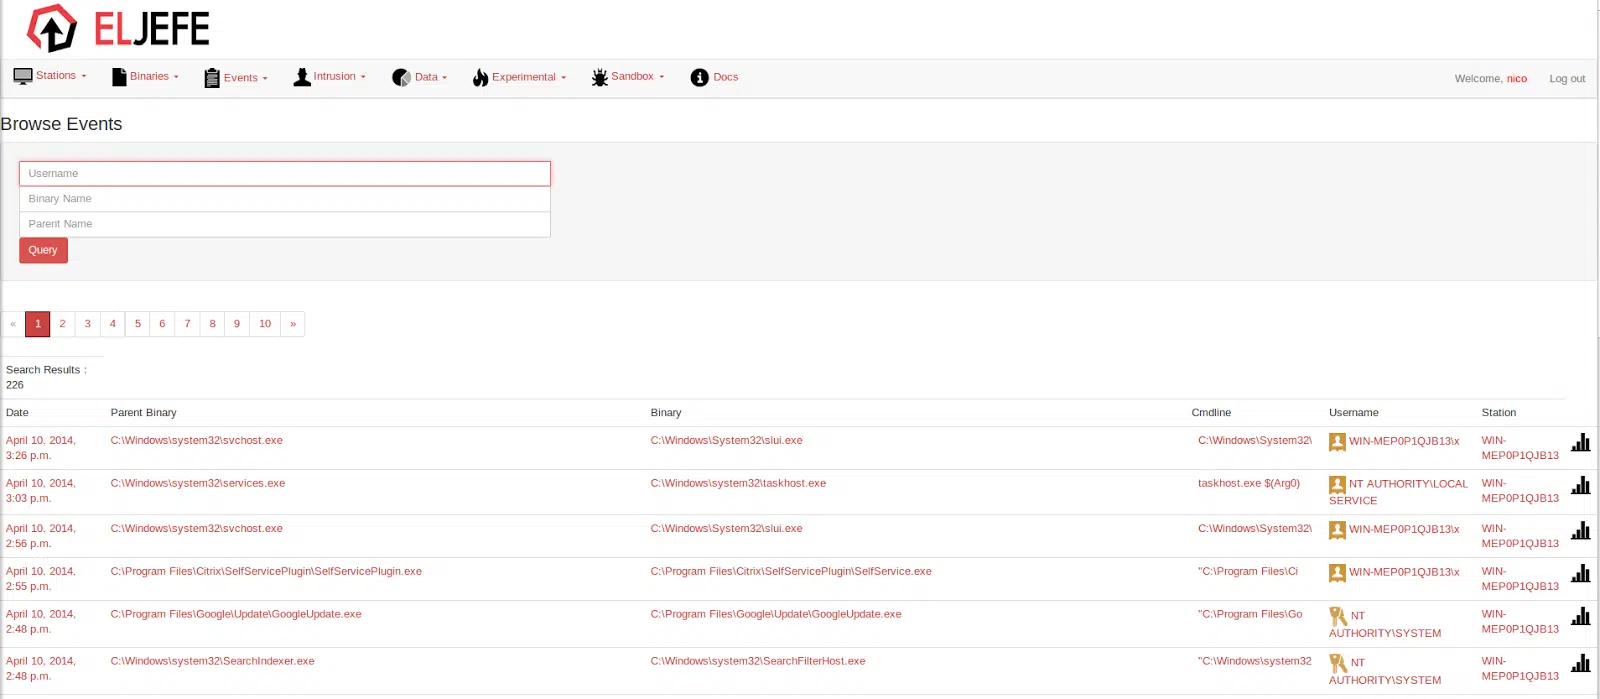 ELJEFE
Stations Binaries Events Intrusion Data Experimental Sandbox Docs Welcome, nico Log out
Browse Events
Username
Binary Name
Parent Name
Query
« 1 2 3 4 5 6 7 8 9 10 »
Search Results :
226
Date Parent Binary Binary Cmdline Username Station
April 10, 2014, C:\Windows\system32\svchost.exe C:\Windows\System32\slui.exe C:\Windows\System32\ WIN-MEP0P1QJB13\x WIN-
3:26 p.m. MEP0P1QJB13
April 10, 2014, C:\Windows\system32\services.exe C:\Windows\system32\taskhost.exe taskhost.exe $(Arg0) NT AUTHORITY\LOCAL WIN-
3:03 p.m. SERVICE MEP0P1QJB13
April 10, 2014, C:\Windows\system32\svchost.exe C:\Windows\System32\slui.exe C:\Windows\System32\ WIN-MEP0P1QJB13\x WIN-
2:56 p.m. MEP0P1QJB13
April 10, 2014, C:\Program Files\Citrix\SelfServicePlugin\SelfServicePlugin.exe C:\Program Files\Citrix\SelfServicePlugin\SelfService.exe "C:\Program Files\Ci WIN-MEP0P1QJB13\x WIN-
2:55 p.m. MEP0P1QJB13
April 10, 2014, C:\Program Files\Google\Update\GoogleUpdate.exe C:\Program Files\Google\Update\GoogleUpdate.exe "C:\Program Files\Go NT WIN-
2:48 p.m. AUTHORITY\SYSTEM MEP0P1QJB13
April 10, 2014, C:\Windows\system32\SearchIndexer.exe C:\Windows\system32\SearchFilterHost.exe "C:\Windows\system32 NT WIN-
2:48 p.m. AUTHORITY\SYSTEM MEP0P1QJB13